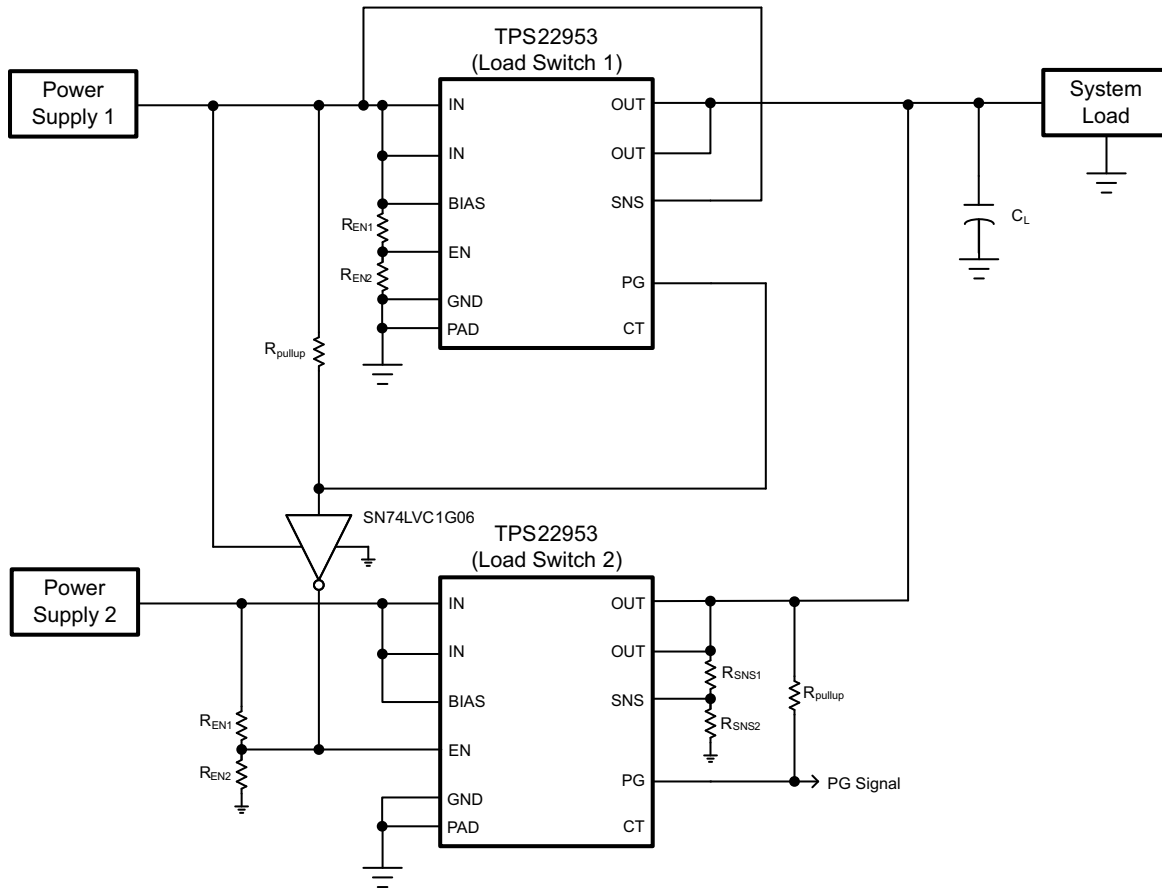 TPS22953
(Load Switch 1)
Power
Supply 1
System
Load
IN
OUT
IN
OUT
BIAS
SNS
REN1
EN
REN2
PG
GND
PAD
CT
CL
Rpullup
SN74LVC1G06
TPS22953
(Load Switch 2)
Power
Supply 2
IN
OUT
IN
OUT
RSNS1
BIAS
SNS
Rpullup
REN1
RSNS2
EN
REN2
PG
PG Signal
GND
PAD
CT